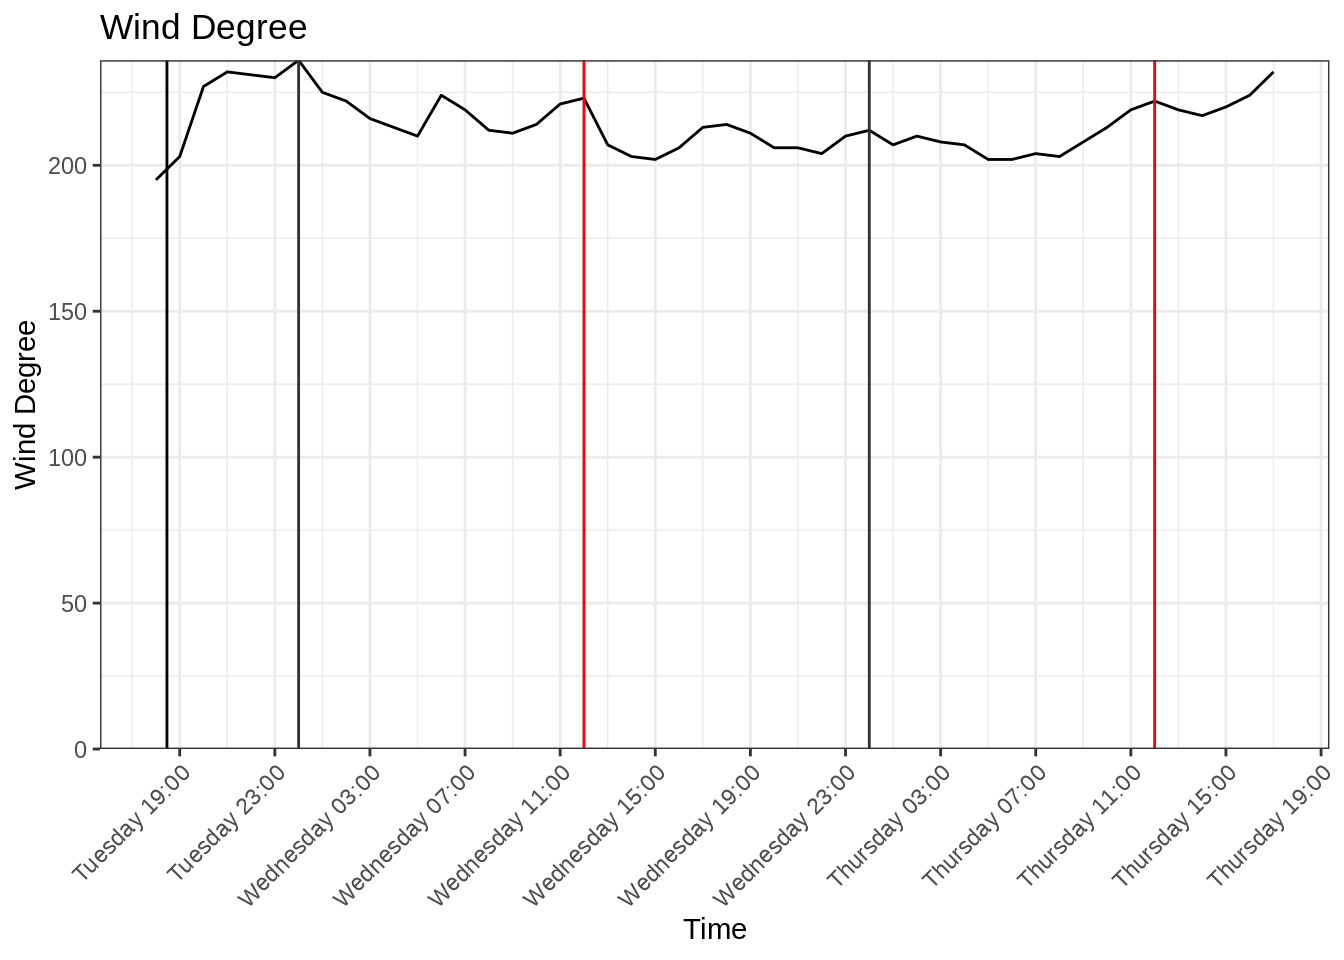 Wind Degree
Wind Degree
200
150
100
50
0
Tuesday 19:00
Tuesday 23:00
Wednesday 03:00
Wednesday 07:00
Wednesday 11:00
Wednesday 15:00
Wednesday 19:00
Wednesday 23:00
Thursday 03:00
Thursday 07:00
Thursday 11:00
Thursday 15:00
Thursday 19:00
Time